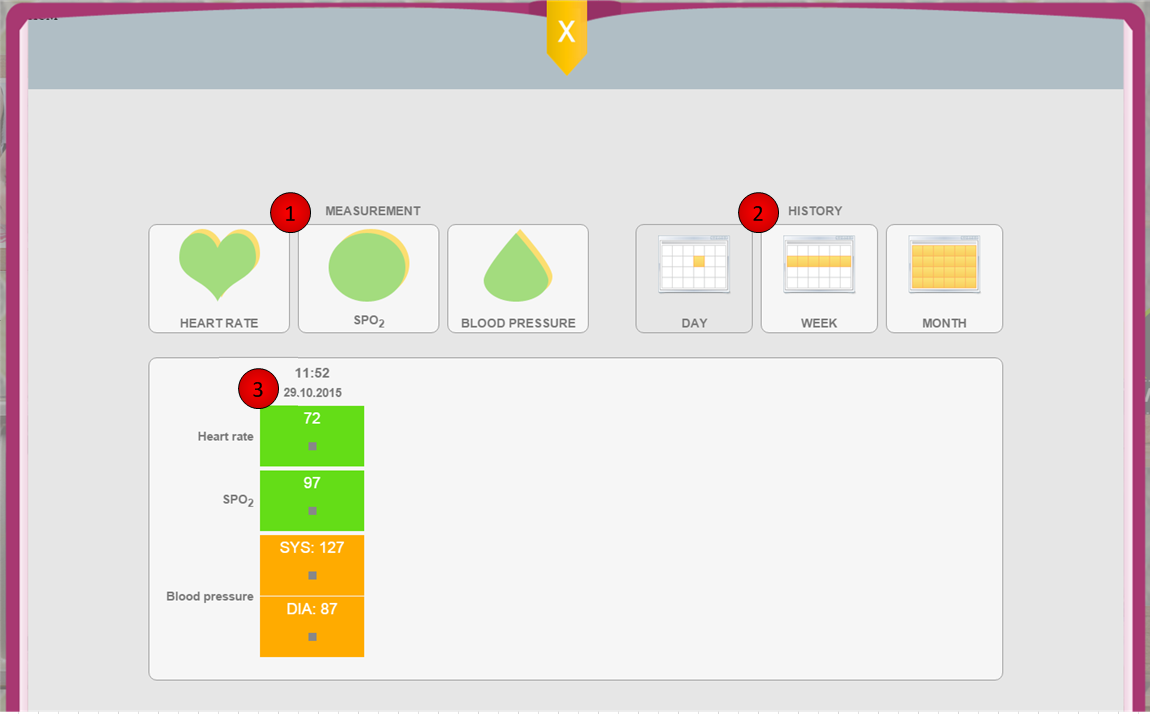 X
1 MEASUREMENT
2 HISTORY
HEART RATE
SPO₂
BLOOD PRESSURE
DAY
WEEK
MONTH
3
11:52
29.10.2015
Heart rate
72
SPO₂
97
Blood pressure
SYS: 127
DIA: 87